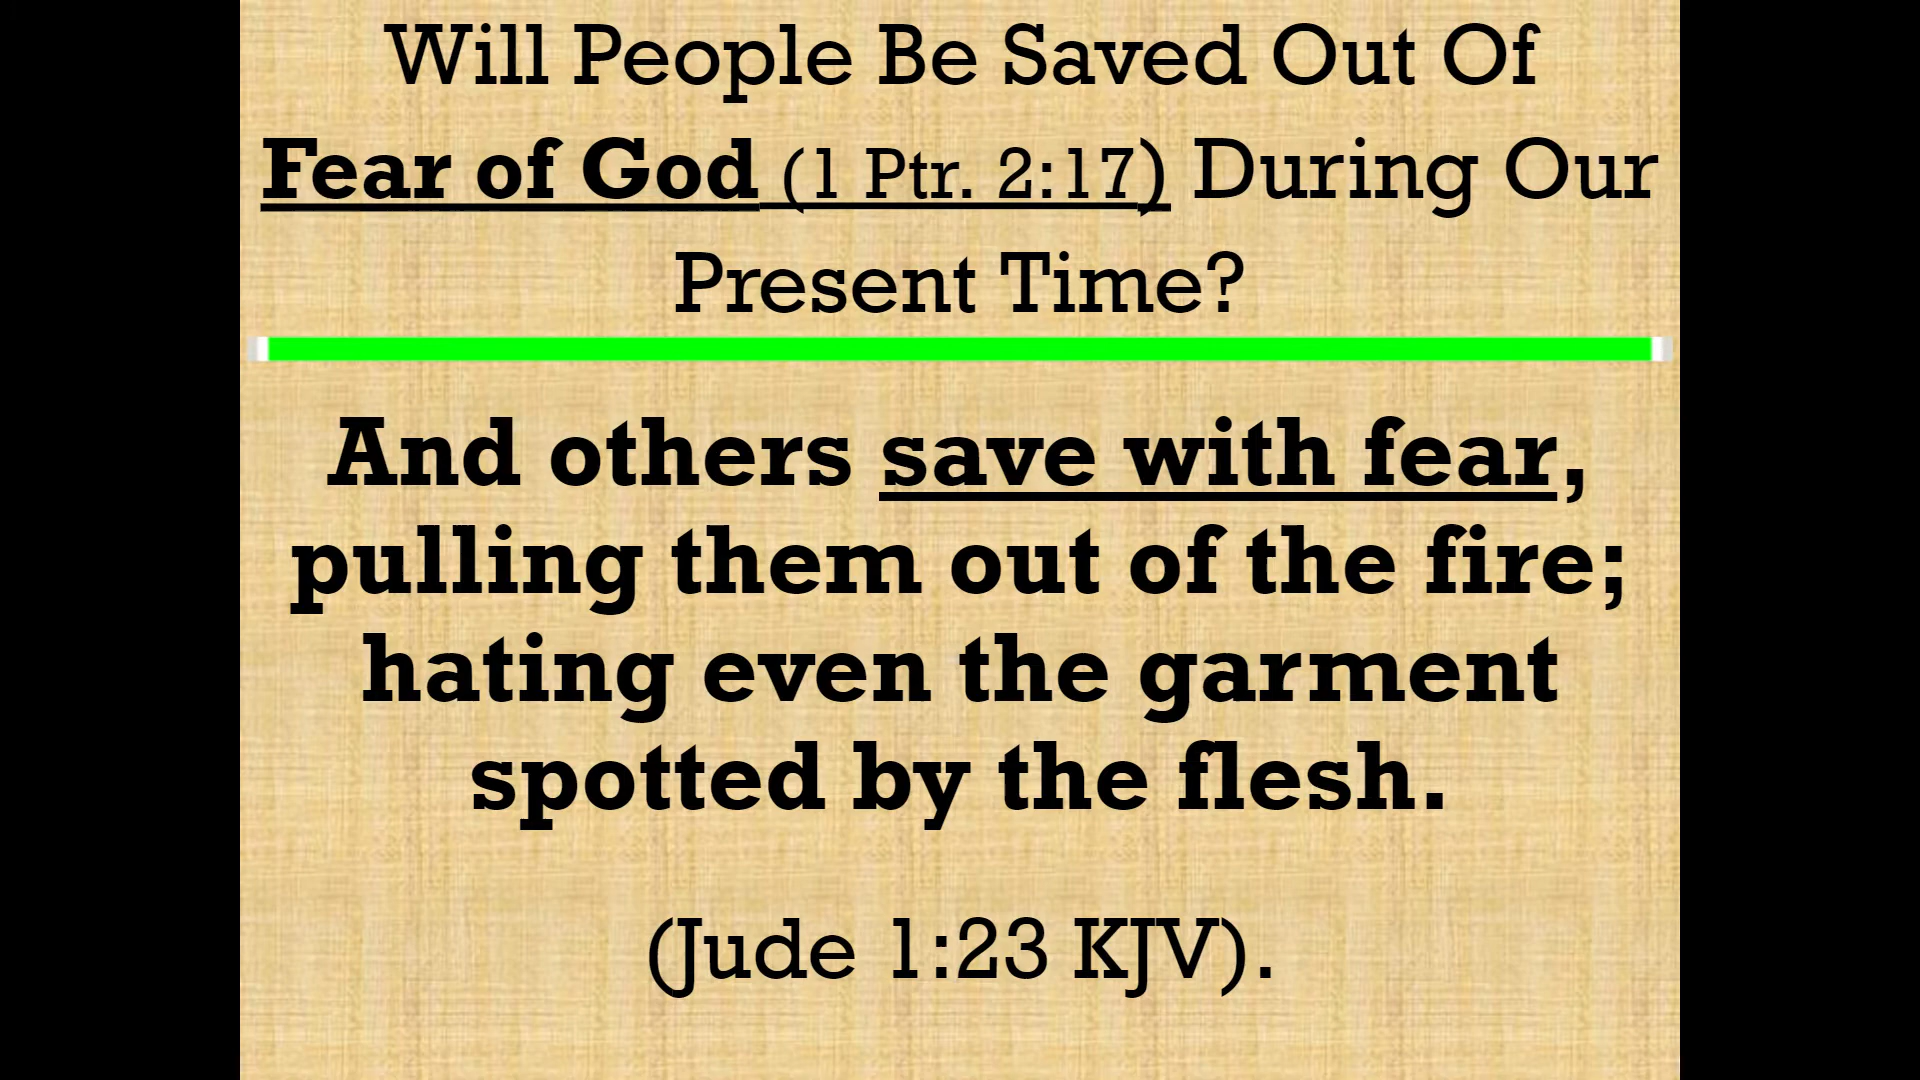 Will People Be Saved Out Of
Fear of God (1 Ptr. 2:17) During Our
Present Time?
And others save with fear,
pulling them out of the fire;
hating even the garment
spotted by the flesh.
(Jude 1:23 KJV).